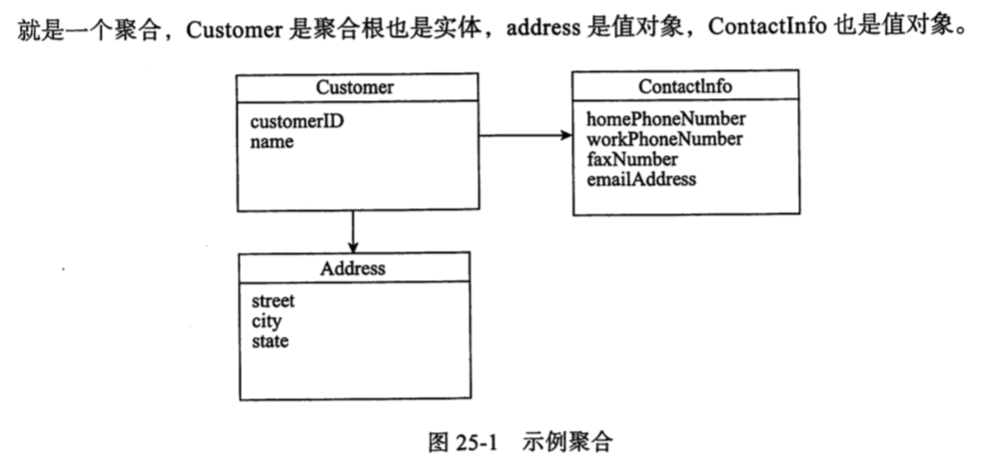 就是一个聚合，Customer 是聚合根也是实体，address 是值对象，ContactInfo 也是值对象。
Customer
customerID
name
ContactInfo
homePhoneNumber
workPhoneNumber
faxNumber
emailAddress
Address
street
city
state
图 25-1 示例聚合